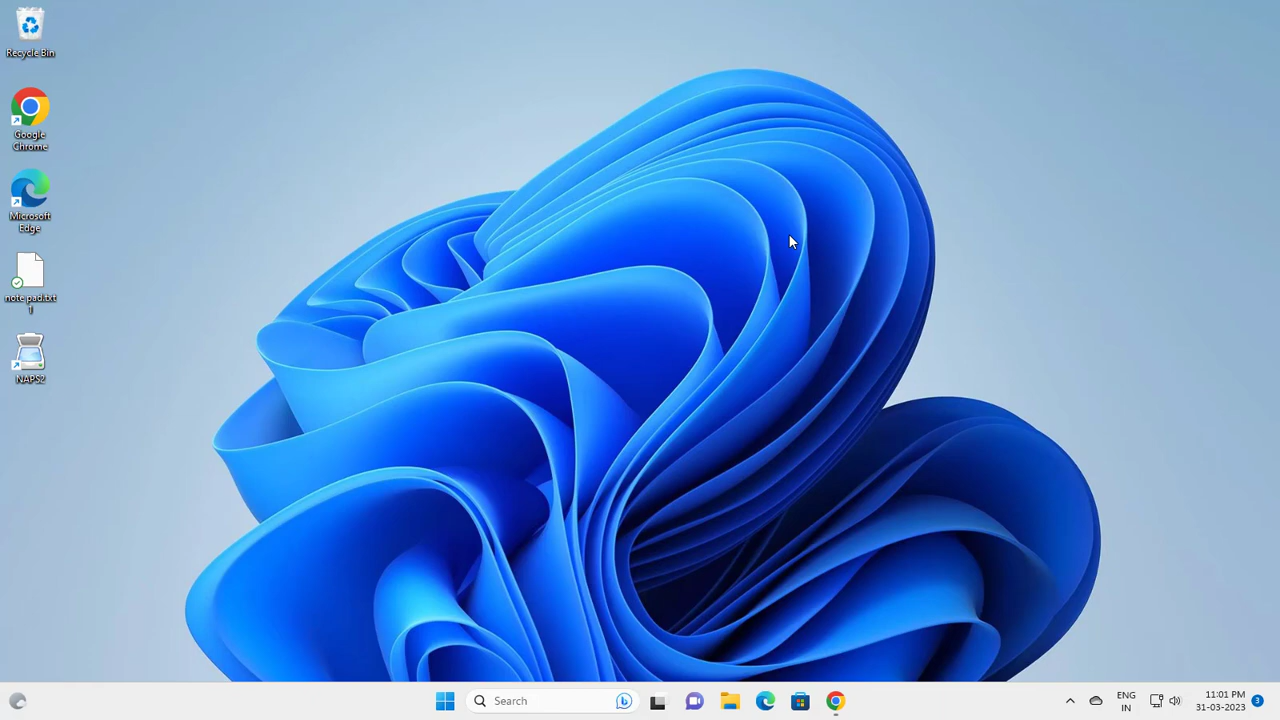 Recycle Bin
Google
Chrome
Microsoft
Edge
note pad.txt
1
NAPS2
Search
ENG
IN
11:01 PM
31-03-2023
3